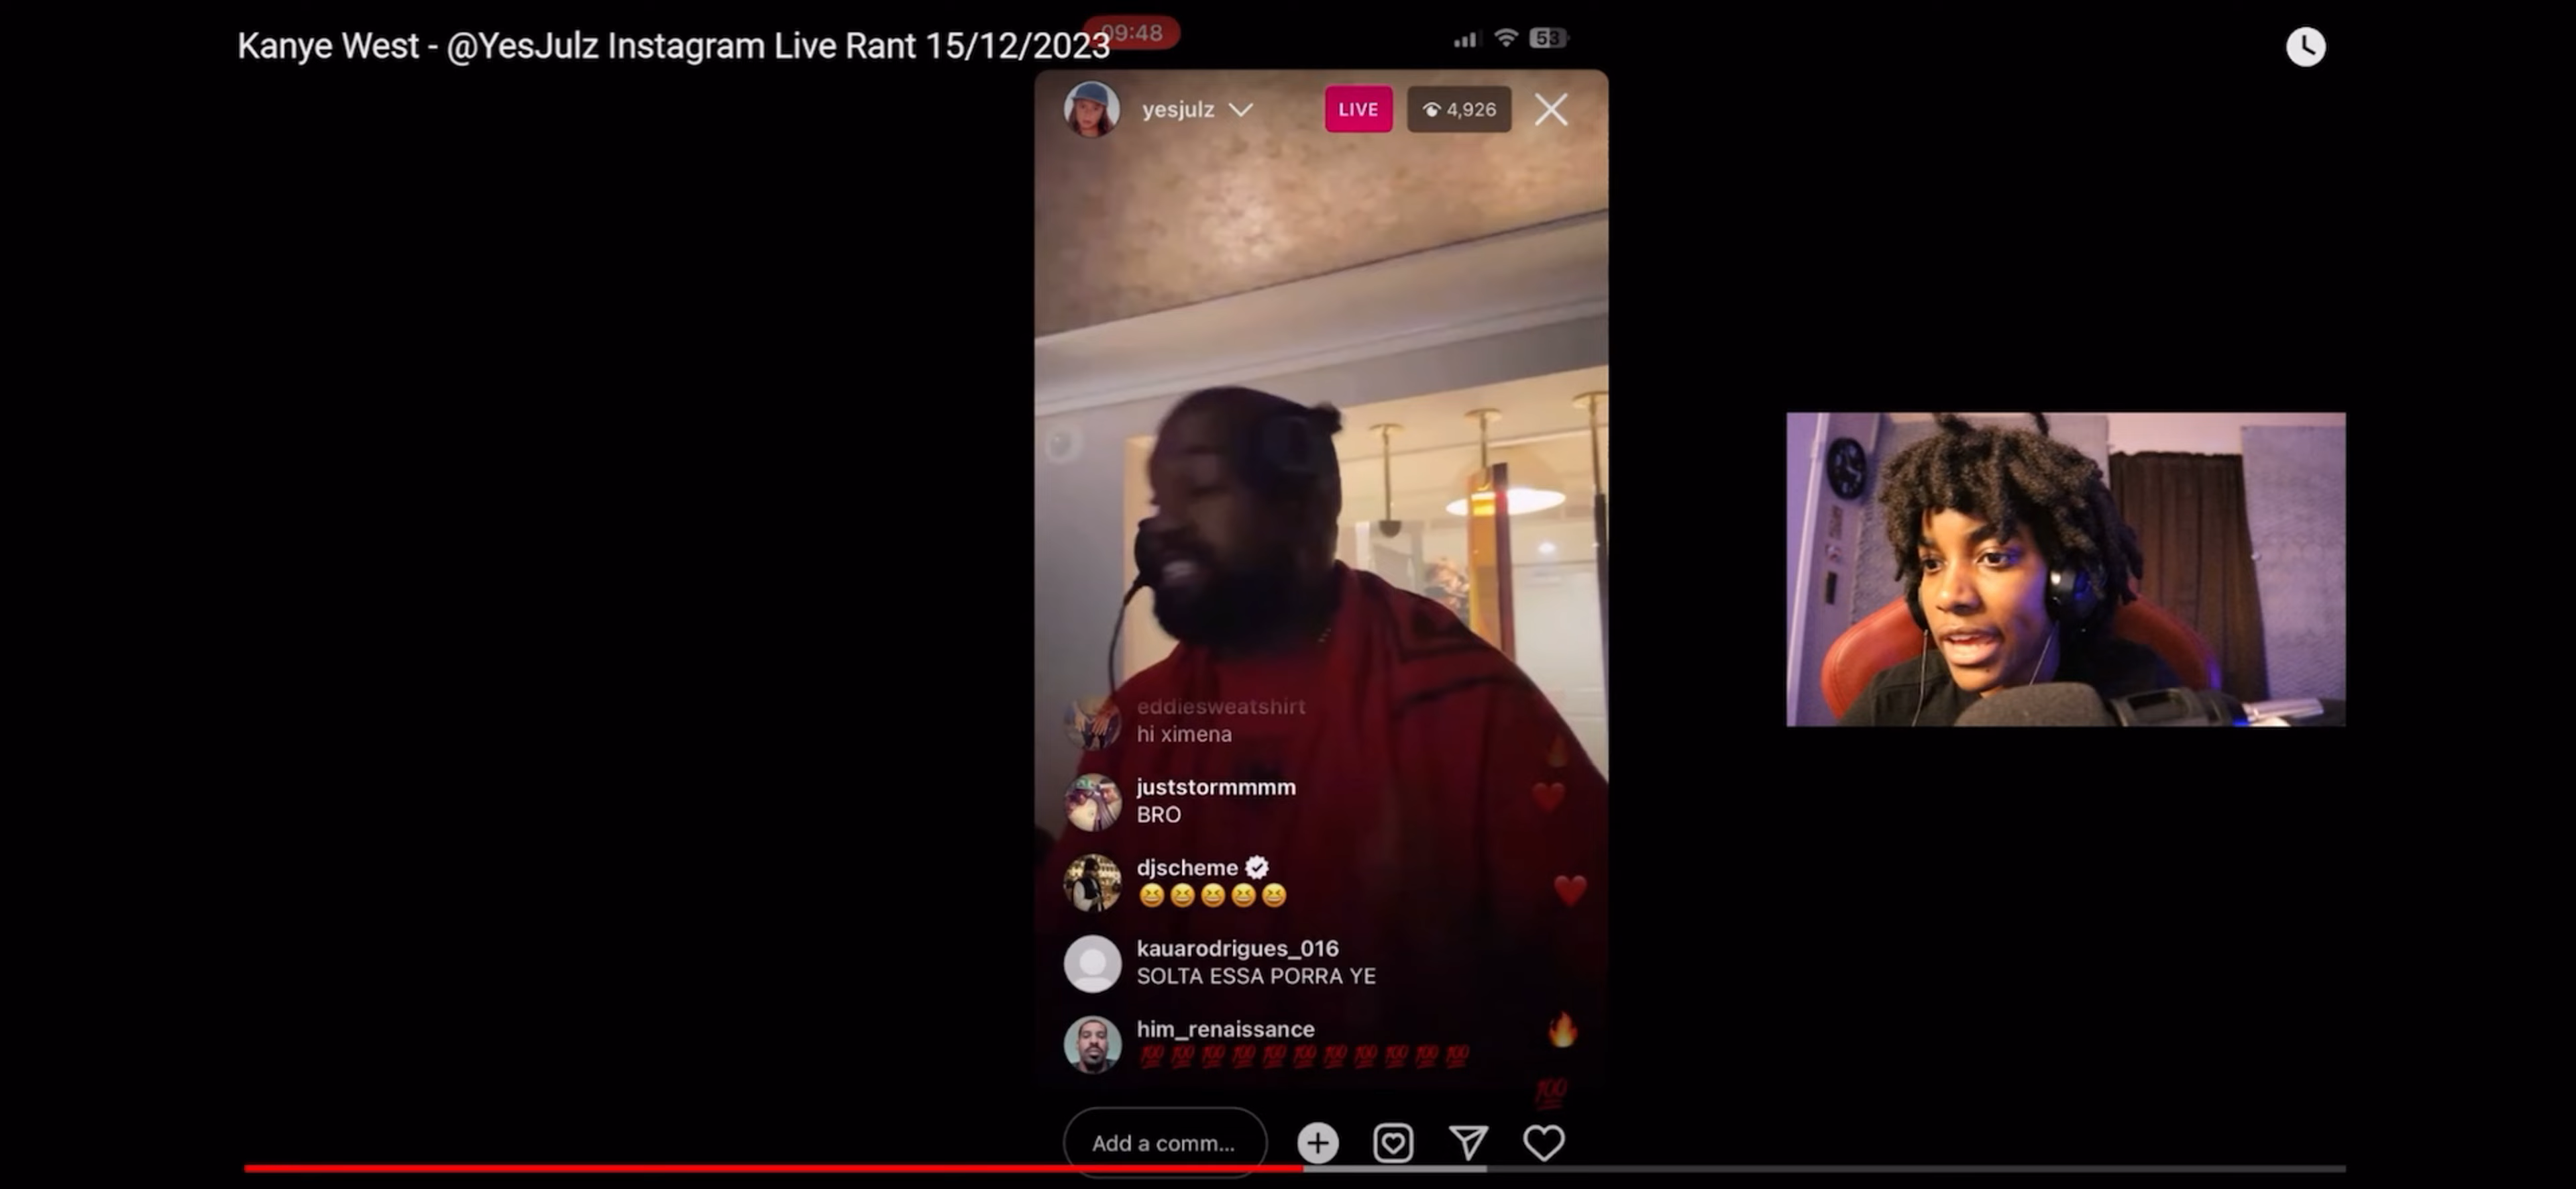 09:48
53
Kanye West - @YesJulz Instagram Live Rant 15/12/2023
yesjulz
LIVE
4,926
eddiesweatshirt
hi ximena
juststormmmm
BRO
djscheme
😆😆😆😆😆
kauarodrigues_016
SOLTA ESSA PORRA YE
him_renaissance
💯💯💯💯💯💯💯💯💯💯💯
Add a comm...